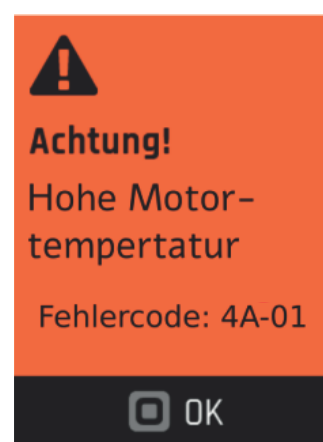 Achtung!
Hohe Motor-
tempertatur
Fehlercode: 4A-01
OK